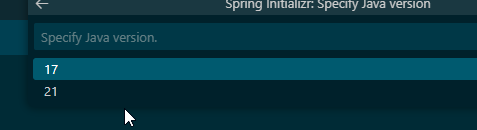 Spring Initializr: Specify Java version
Specify Java version.
17
21